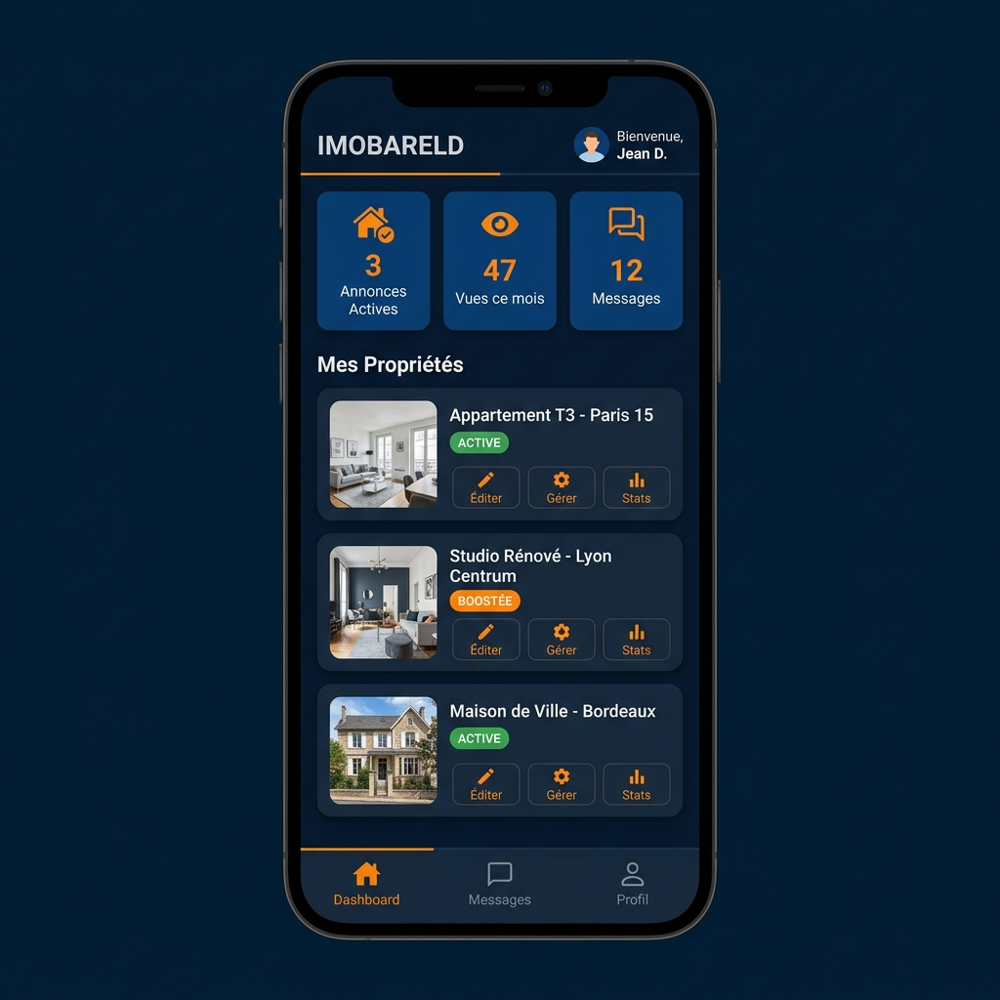 IMOBARELD
Bienvenue,
Jean D.
3
Annonces
Actives
47
Vues ce mois
12
Messages
Mes Propriétés
Appartement T3 - Paris 15
ACTIVE
Éditer
Gérer
Stats
Studio Rénové - Lyon
Centrum
BOOSTÉE
Éditer
Gérer
Stats
Maison de Ville - Bordeaux
ACTIVE
Éditer
Gérer
Stats
Dashboard
Messages
Profil